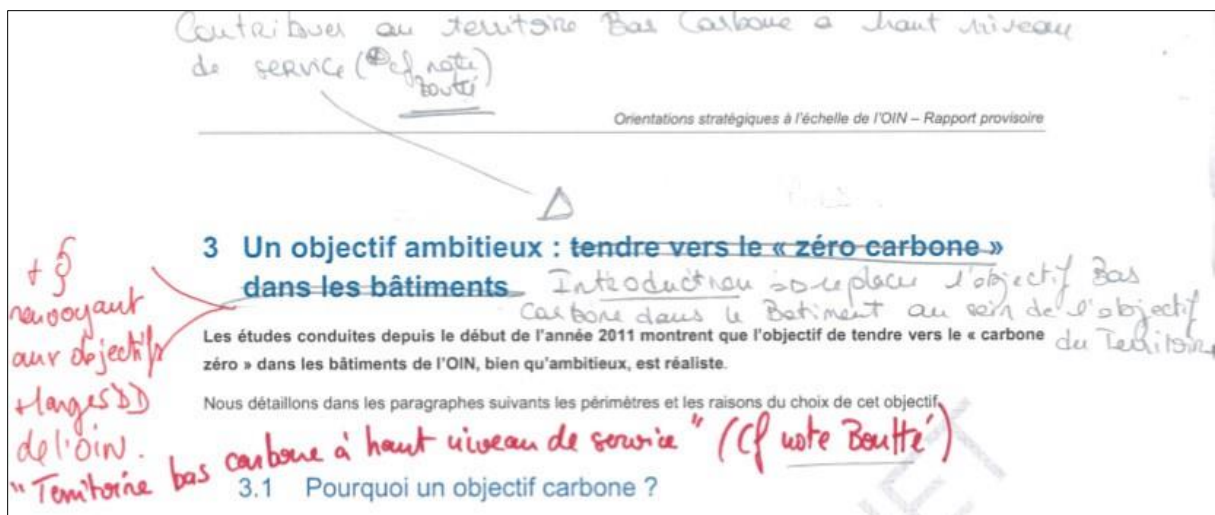 Contribuer au territoire Bas Carbone a haut niveau
de service (cf note
Boutté)
Orientations stratégiques à l'échelle de l'OIN – Rapport provisoire
3 Un objectif ambitieux : tendre vers le « zéro carbone »
dans les bâtiments
Introduction replacer l'objectif Bas
Carbone dans le Batiment au sein de l'objectif
du Territoire
+ §
renvoyant
aux objectifs
+ larges DD
de l'oin.
"Territoire bas carbone à haut niveau de service" (Cf note Boutté)
Les études conduites depuis le début de l'année 2011 montrent que l'objectif de tendre vers le « carbone
zéro » dans les bâtiments de l'OIN, bien qu'ambitieux, est réaliste.
Nous détaillons dans les paragraphes suivants les périmètres et les raisons du choix de cet objectif.
3.1 Pourquoi un objectif carbone ?